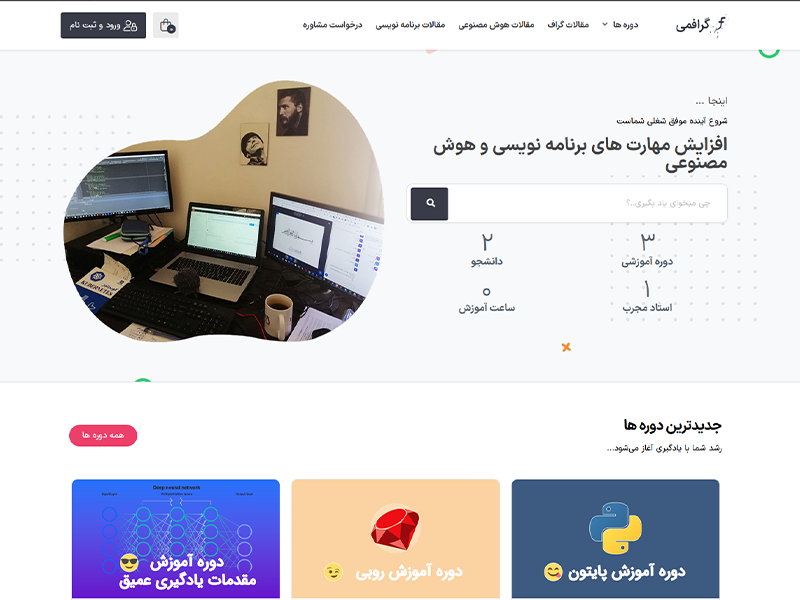 گرافمی
دوره ها
مقالات گراف
مقالات هوش مصنوعی
مقالات برنامه نویسی
درخواست مشاوره
ورود و ثبت نام
اینجا ...
شروع آینده موفق شغلی شماست
افزایش مهارت های برنامه نویسی و هوش
مصنوعی
چی میخوای یاد بگیری..؟
۳
دوره آموزشی
۲
دانشجو
۱
استاد مجرب
۰
ساعت آموزش
KUBERNETES
جدیدترین دوره ها
رشد شما با یادگیری آغاز می‌شود...
همه دوره ها
دوره آموزش پایتون
دوره آموزش روبی
Deep neural network
دوره آموزش
مقدمات یادگیری عمیق